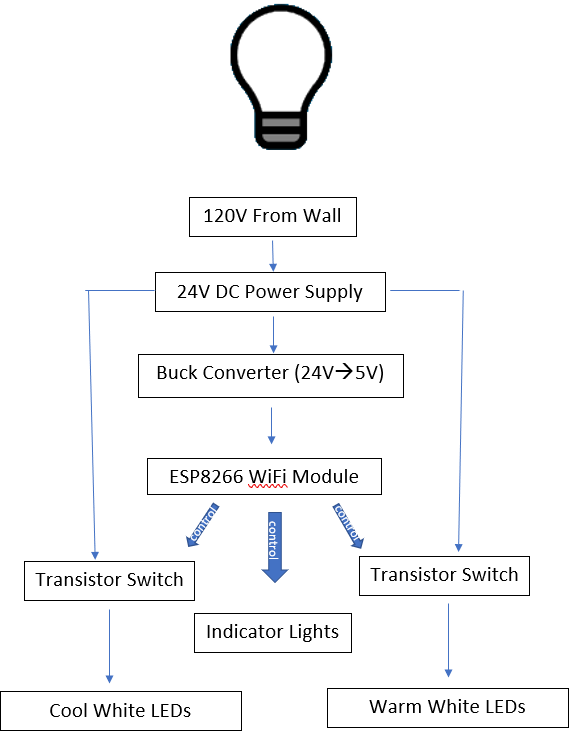 120V From Wall
24V DC Power Supply
Buck Converter (24V→5V)
ESP8266 WiFi Module
control
control
control
Transistor Switch
Transistor Switch
Indicator Lights
Cool White LEDs
Warm White LEDs